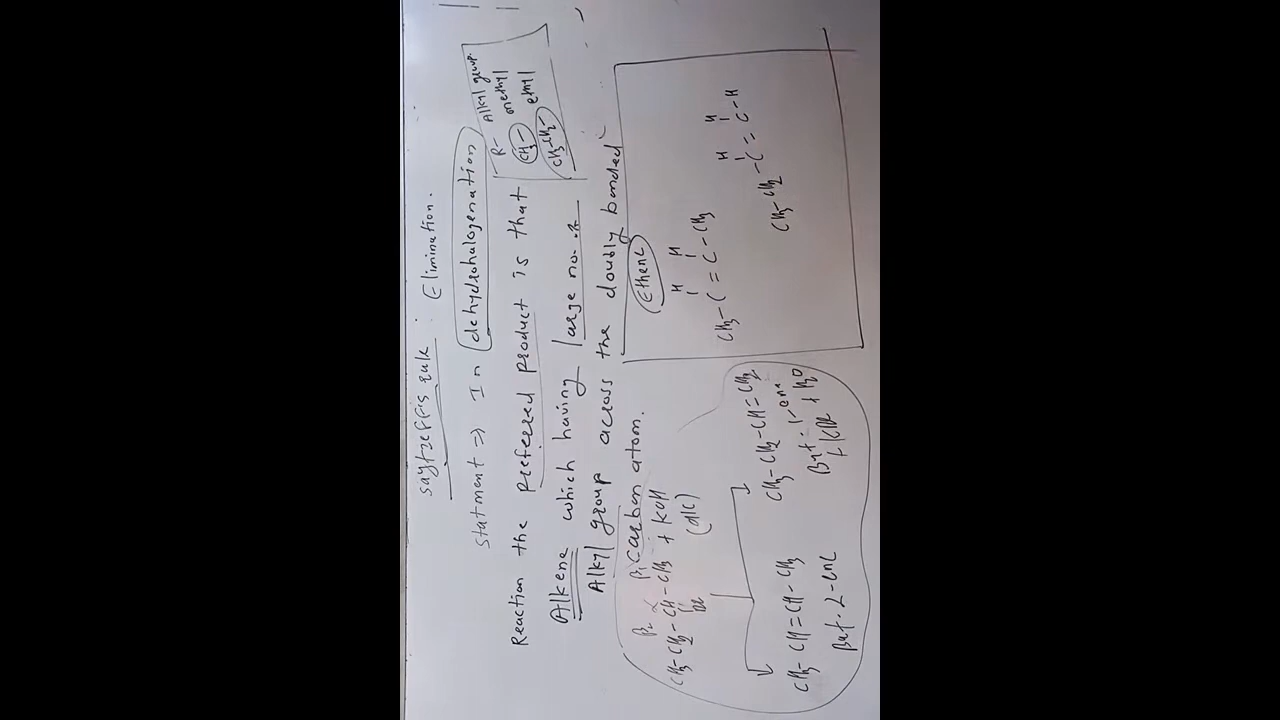 saytzeff's rule : Elimination.
Statment ⇒ In dehydrohalogenation
Reaction the preferred product is that
Alkene which having large no. of
Alkyl group across the doubly bonded
carbon atom.
R- Alkyl group.
CH3- methyl
CH3-CH2- ethyl
β2 α β1
CH3-CH2-CH-CH3 + KOH
(alc)
CH3-CH=CH-CH3
But-2-ene
CH3-CH2-CH=CH2
But-1-ene
+ H2O
Ethene
H H
CH3-C=C-CH3
H H
CH3-CH2-C=C-H